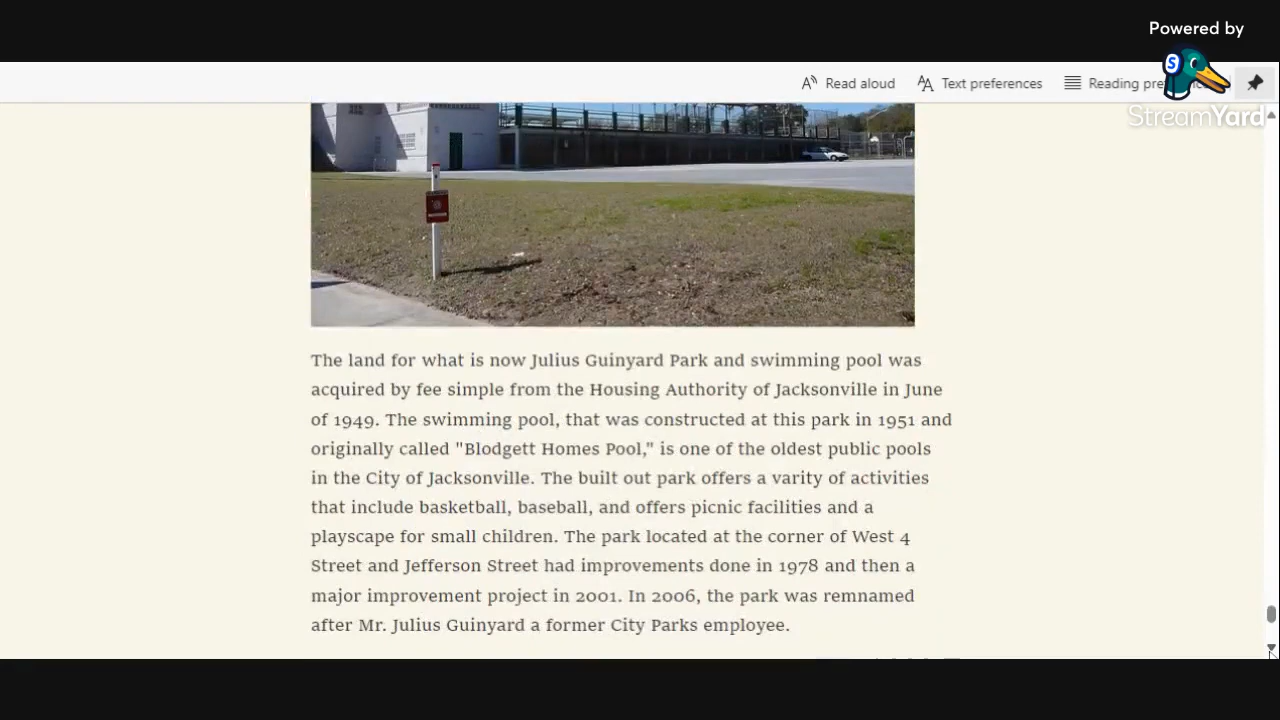 Powered by
Read aloud
Text preferences
Reading pre
StreamYard
The land for what is now Julius Guinyard Park and swimming pool was
acquired by fee simple from the Housing Authority of Jacksonville in June
of 1949. The swimming pool, that was constructed at this park in 1951 and
originally called "Blodgett Homes Pool," is one of the oldest public pools
in the City of Jacksonville. The built out park offers a varity of activities
that include basketball, baseball, and offers picnic facilities and a
playscape for small children. The park located at the corner of West 4
Street and Jefferson Street had improvements done in 1978 and then a
major improvement project in 2001. In 2006, the park was remnamed
after Mr. Julius Guinyard a former City Parks employee.